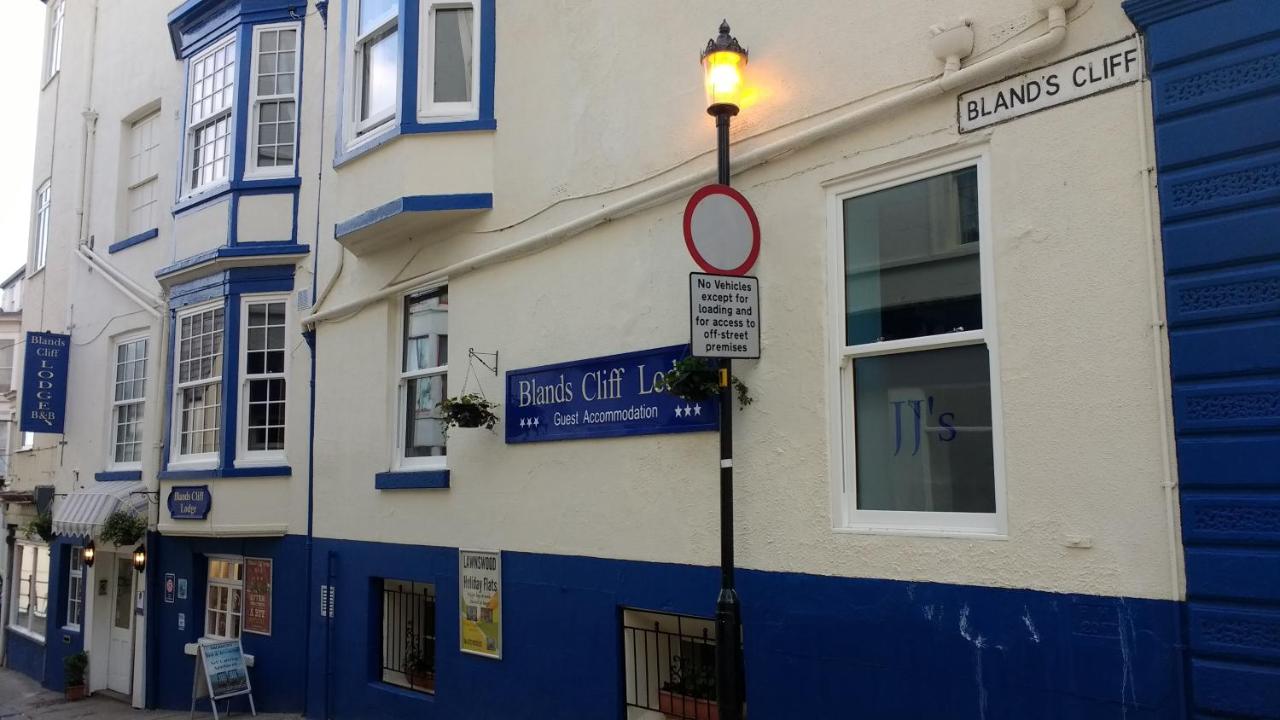 BLAND'S CLIFF
No Vehicles
except for
loading and
for access to
off-street
premises
Blands Cliff
Guest Accommodation
JJ's
Blands
Cliff
LODGE
B&B
Blands Cliff
Lodge
LAWNSWOOD
Holiday Flats
A BITE